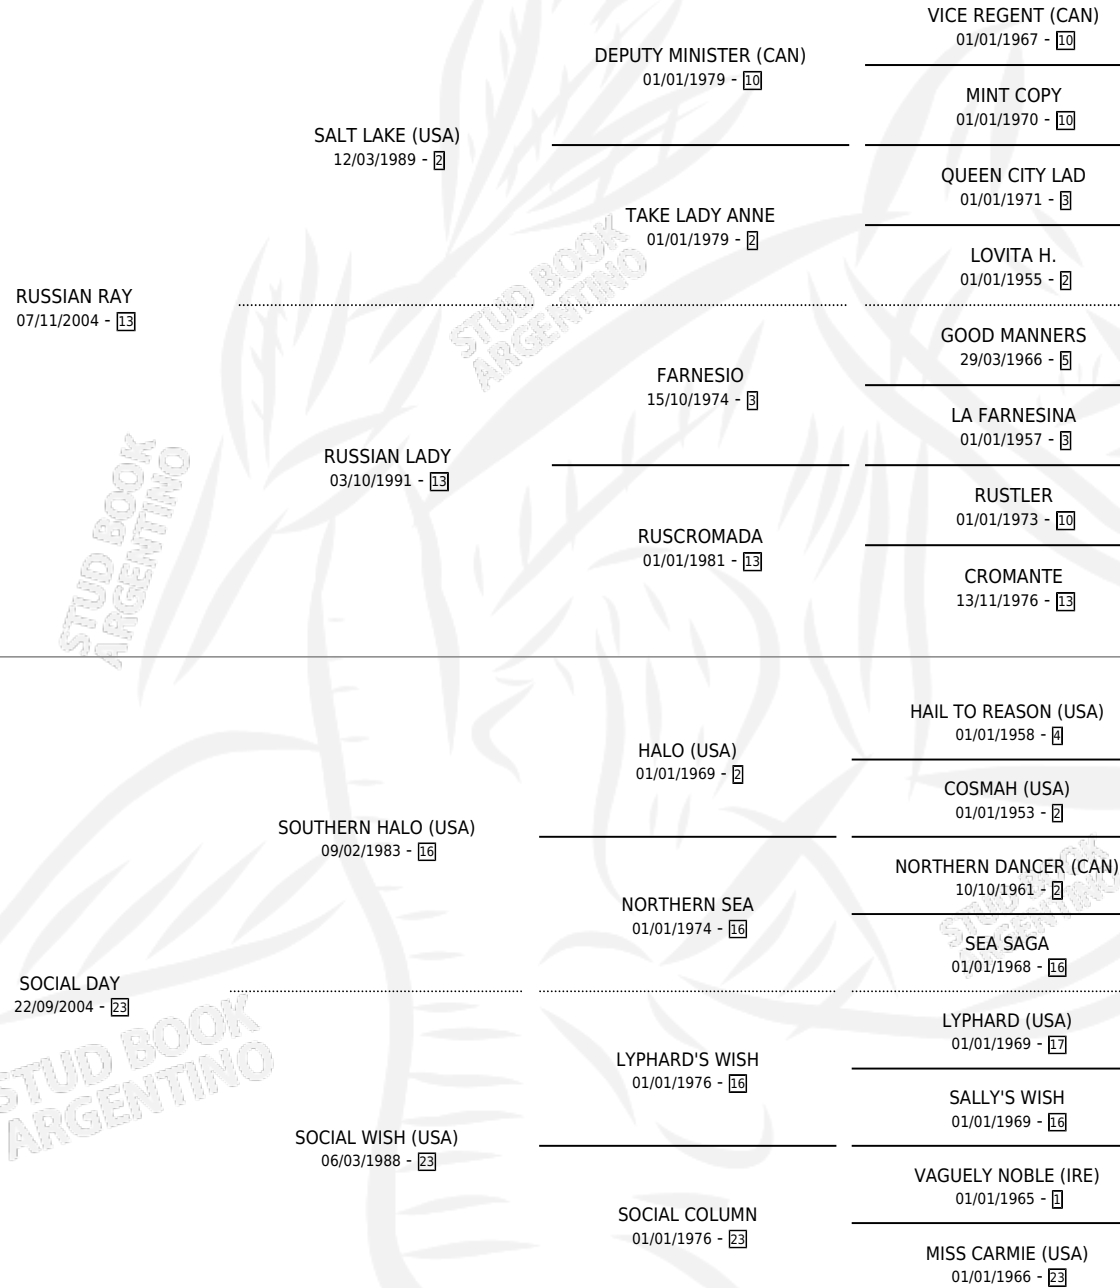 VICE REGENT (CAN)
01/01/1967 - 10
DEPUTY MINISTER (CAN)
01/01/1979 - 10
MINT COPY
01/01/1970 - 10
SALT LAKE (USA)
12/03/1989 - 2
QUEEN CITY LAD
01/01/1971 - 3
TAKE LADY ANNE
01/01/1979 - 2
LOVITA H.
01/01/1955 - 2
RUSSIAN RAY
07/11/2004 - 13
GOOD MANNERS
29/03/1966 - 5
FARNESIO
15/10/1974 - 3
LA FARNESINA
01/01/1957 - 3
RUSSIAN LADY
03/10/1991 - 13
RUSTLER
01/01/1973 - 10
RUSCROMADA
01/01/1981 - 13
CROMANTE
13/11/1976 - 13
HAIL TO REASON (USA)
01/01/1958 - 4
HALO (USA)
01/01/1969 - 2
COSMAH (USA)
01/01/1953 - 2
SOUTHERN HALO (USA)
09/02/1983 - 16
NORTHERN DANCER (CAN)
10/10/1961 - 2
NORTHERN SEA
01/01/1974 - 16
SEA SAGA
01/01/1968 - 16
SOCIAL DAY
22/09/2004 - 23
LYPHARD (USA)
01/01/1969 - 17
LYPHARD'S WISH
01/01/1976 - 16
SALLY'S WISH
01/01/1969 - 16
SOCIAL WISH (USA)
06/03/1988 - 23
VAGUELY NOBLE (IRE)
01/01/1965 - 1
SOCIAL COLUMN
01/01/1976 - 23
MISS CARMIE (USA)
01/01/1966 - 23
STUD BOOK
ARGENTINO
STUD BOOK
ARGENTINO
STUD BOOK
ARGENTINO
STUD BOOK
ARGENTINO